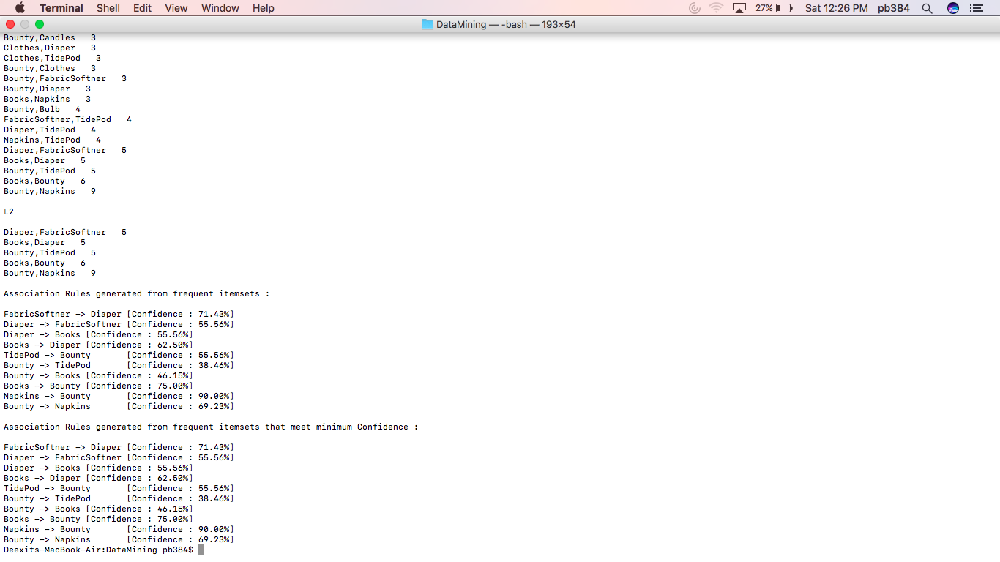 Terminal Shell Edit View Window Help 27% Sat 12:26 PM pb384
DataMining — -bash — 193×54
Bounty,Candles 3
Clothes,Diaper 3
Clothes,TidePod 3
Bounty,Clothes 3
Bounty,FabricSoftner 3
Bounty,Diaper 3
Books,Napkins 3
Bounty,Bulb 4
FabricSoftner,TidePod 4
Diaper,TidePod 4
Napkins,TidePod 4
Diaper,FabricSoftner 5
Books,Diaper 5
Bounty,TidePod 5
Books,Bounty 6
Bounty,Napkins 9
L2
Diaper,FabricSoftner 5
Books,Diaper 5
Bounty,TidePod 5
Books,Bounty 6
Bounty,Napkins 9
Association Rules generated from frequent itemsets :
FabricSoftner -> Diaper [Confidence : 71.43%]
Diaper -> FabricSoftner [Confidence : 55.56%]
Diaper -> Books [Confidence : 55.56%]
Books -> Diaper [Confidence : 62.50%]
TidePod -> Bounty [Confidence : 55.56%]
Bounty -> TidePod [Confidence : 38.46%]
Bounty -> Books [Confidence : 46.15%]
Books -> Bounty [Confidence : 75.00%]
Napkins -> Bounty [Confidence : 90.00%]
Bounty -> Napkins [Confidence : 69.23%]
Association Rules generated from frequent itemsets that meet minimum Confidence :
FabricSoftner -> Diaper [Confidence : 71.43%]
Diaper -> FabricSoftner [Confidence : 55.56%]
Diaper -> Books [Confidence : 55.56%]
Books -> Diaper [Confidence : 62.50%]
TidePod -> Bounty [Confidence : 55.56%]
Bounty -> TidePod [Confidence : 38.46%]
Bounty -> Books [Confidence : 46.15%]
Books -> Bounty [Confidence : 75.00%]
Napkins -> Bounty [Confidence : 90.00%]
Bounty -> Napkins [Confidence : 69.23%]
Deexits-MacBook-Air:DataMining pb384$